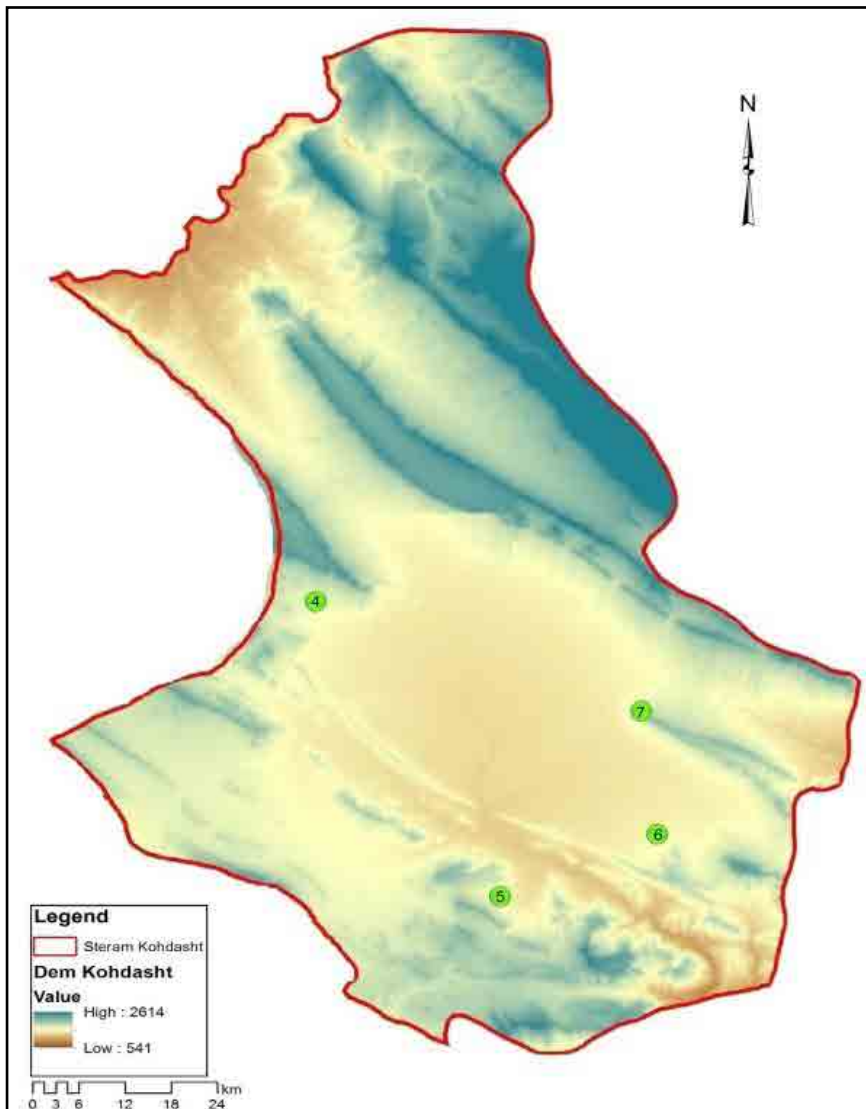 N
4
7
6
5
Legend
Steram Kohdasht
Dem Kohdasht
Value
High : 2614
Low : 541
km
0 3 6 12 18 24